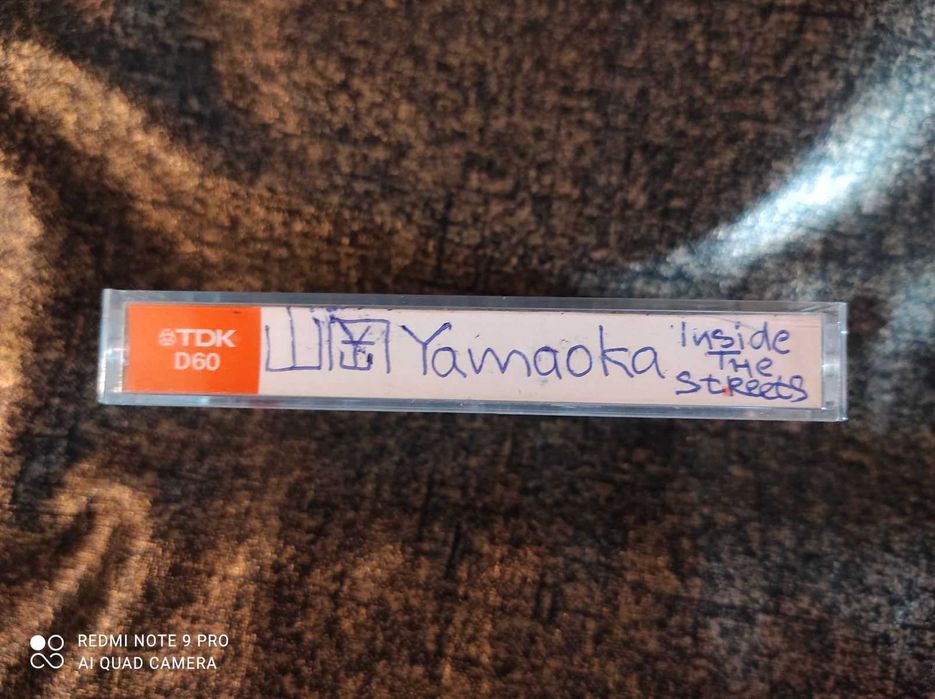 TDK
D60
山岡 Yamaoka
Inside
The
Streets
REDMI NOTE 9 PRO
AI QUAD CAMERA